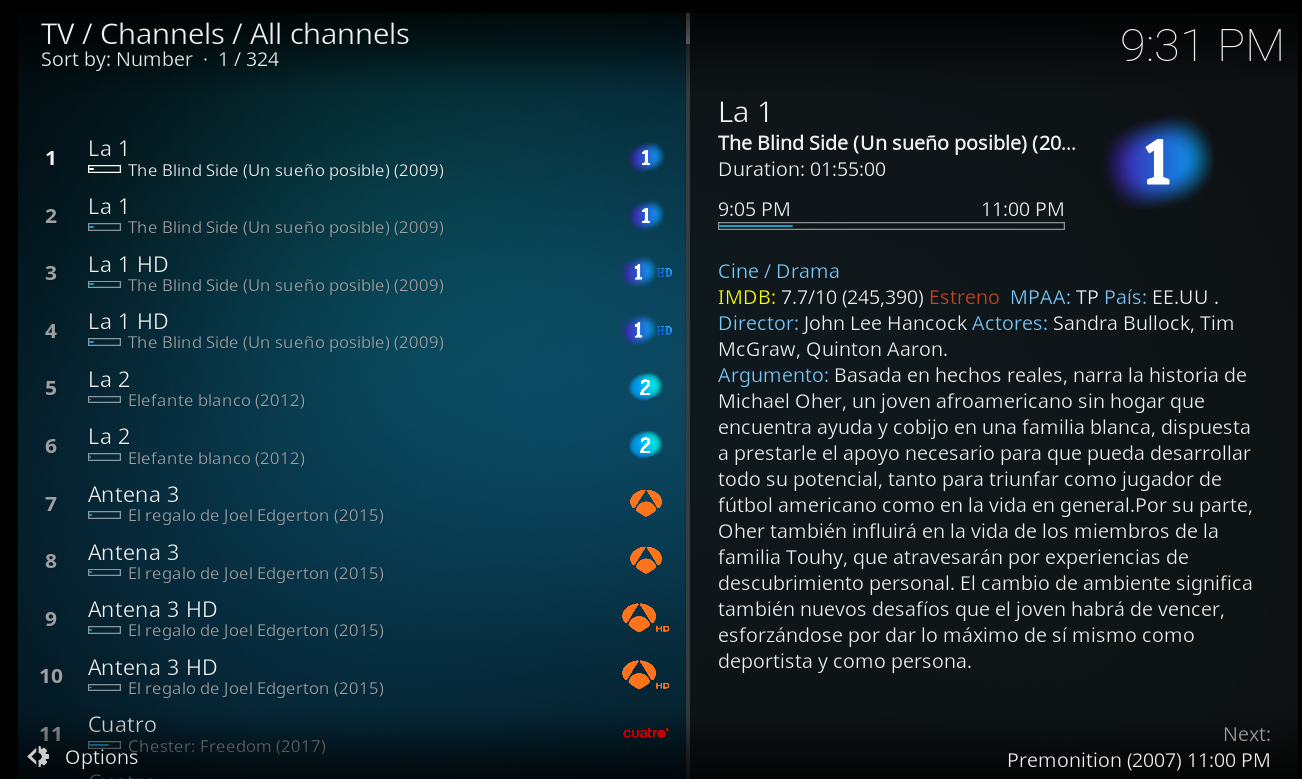 TV / Channels / All channels
Sort by: Number · 1 / 324
9:31 PM
1 La 1
The Blind Side (Un sueño posible) (2009)
1
2 La 1
The Blind Side (Un sueño posible) (2009)
1
3 La 1 HD
The Blind Side (Un sueño posible) (2009)
1 HD
4 La 1 HD
The Blind Side (Un sueño posible) (2009)
1 HD
5 La 2
Elefante blanco (2012)
2
6 La 2
Elefante blanco (2012)
2
7 Antena 3
El regalo de Joel Edgerton (2015)
8 Antena 3
El regalo de Joel Edgerton (2015)
9 Antena 3 HD
El regalo de Joel Edgerton (2015)
HD
10 Antena 3 HD
El regalo de Joel Edgerton (2015)
HD
11 Cuatro
Chester: Freedom (2017)
cuatro
Options
La 1
The Blind Side (Un sueño posible) (20...
Duration: 01:55:00
1
9:05 PM 11:00 PM
Cine / Drama
IMDB: 7.7/10 (245,390) Estreno MPAA: TP País: EE.UU .
Director: John Lee Hancock Actores: Sandra Bullock, Tim
McGraw, Quinton Aaron.
Argumento: Basada en hechos reales, narra la historia de
Michael Oher, un joven afroamericano sin hogar que
encuentra ayuda y cobijo en una familia blanca, dispuesta
a prestarle el apoyo necesario para que pueda desarrollar
todo su potencial, tanto para triunfar como jugador de
fútbol americano como en la vida en general.Por su parte,
Oher también influirá en la vida de los miembros de la
familia Touhy, que atravesarán por experiencias de
descubrimiento personal. El cambio de ambiente significa
también nuevos desafíos que el joven habrá de vencer,
esforzándose por dar lo máximo de sí mismo como
deportista y como persona.
Next:
Premonition (2007) 11:00 PM